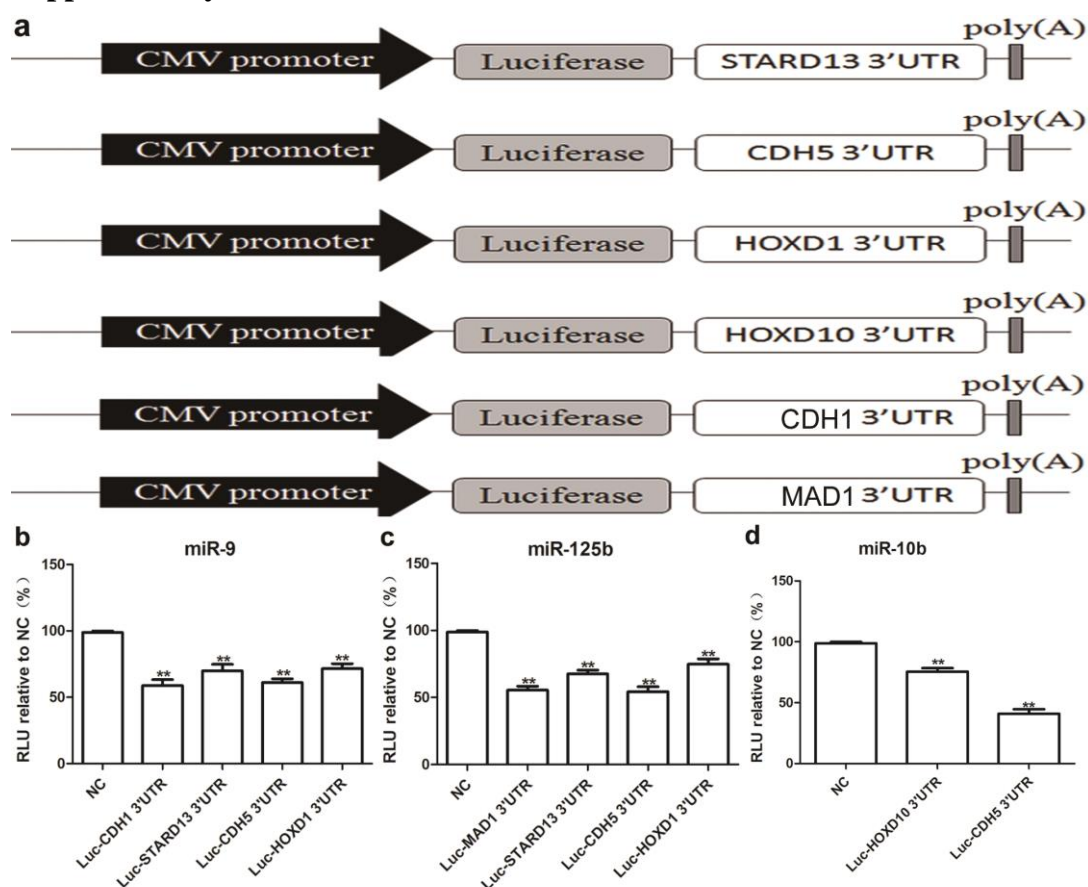 a
poly(A)
CMV promoter Luciferase STARD13 3'UTR
poly(A)
CMV promoter Luciferase CDH5 3'UTR
poly(A)
CMV promoter Luciferase HOXD1 3'UTR
poly(A)
CMV promoter Luciferase HOXD10 3'UTR
poly(A)
CMV promoter Luciferase CDH1 3'UTR
poly(A)
CMV promoter Luciferase MAD1 3'UTR
b
miR-9
RLU relative to NC (%)
150
100
50
0
** ** ** **
NC
Luc-CDH1 3'UTR
Luc-STARD13 3'UTR
Luc-CDH5 3'UTR
Luc-HOXD1 3'UTR
c
miR-125b
RLU relative to NC (%)
150
100
50
0
** ** ** **
NC
Luc-MAD1 3'UTR
Luc-STARD13 3'UTR
Luc-CDH5 3'UTR
Luc-HOXD1 3'UTR
d
miR-10b
RLU relative to NC (%)
150
100
50
0
** **
NC
Luc-HOXD10 3'UTR
Luc-CDH5 3'UTR